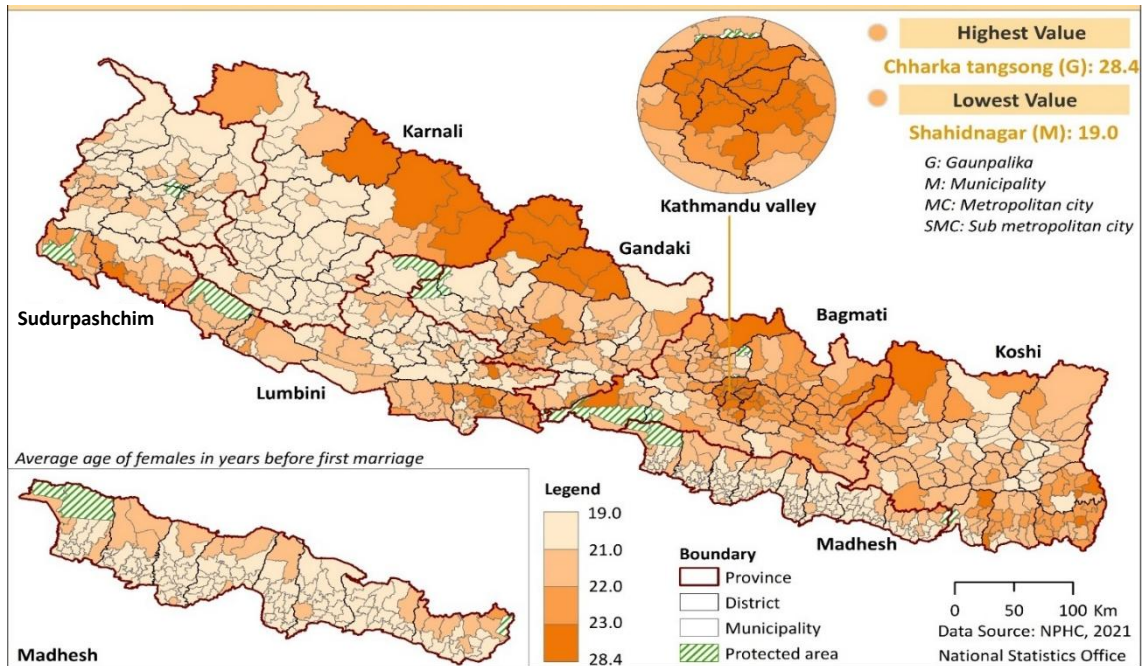 Highest Value
Chharka tangsong (G): 28.4
Lowest Value
Shahidnagar (M): 19.0
G: Gaunpalika
M: Municipality
MC: Metropolitan city
SMC: Sub metropolitan city
Karnali
Kathmandu valley
Gandaki
Sudurpashchim
Bagmati
Koshi
Lumbini
Average age of females in years before first marriage
Madhesh
Madhesh
Legend
19.0
21.0
22.0
23.0
28.4
Boundary
Province
District
Municipality
Protected area
0 50 100 Km
Data Source: NPHC, 2021
National Statistics Office